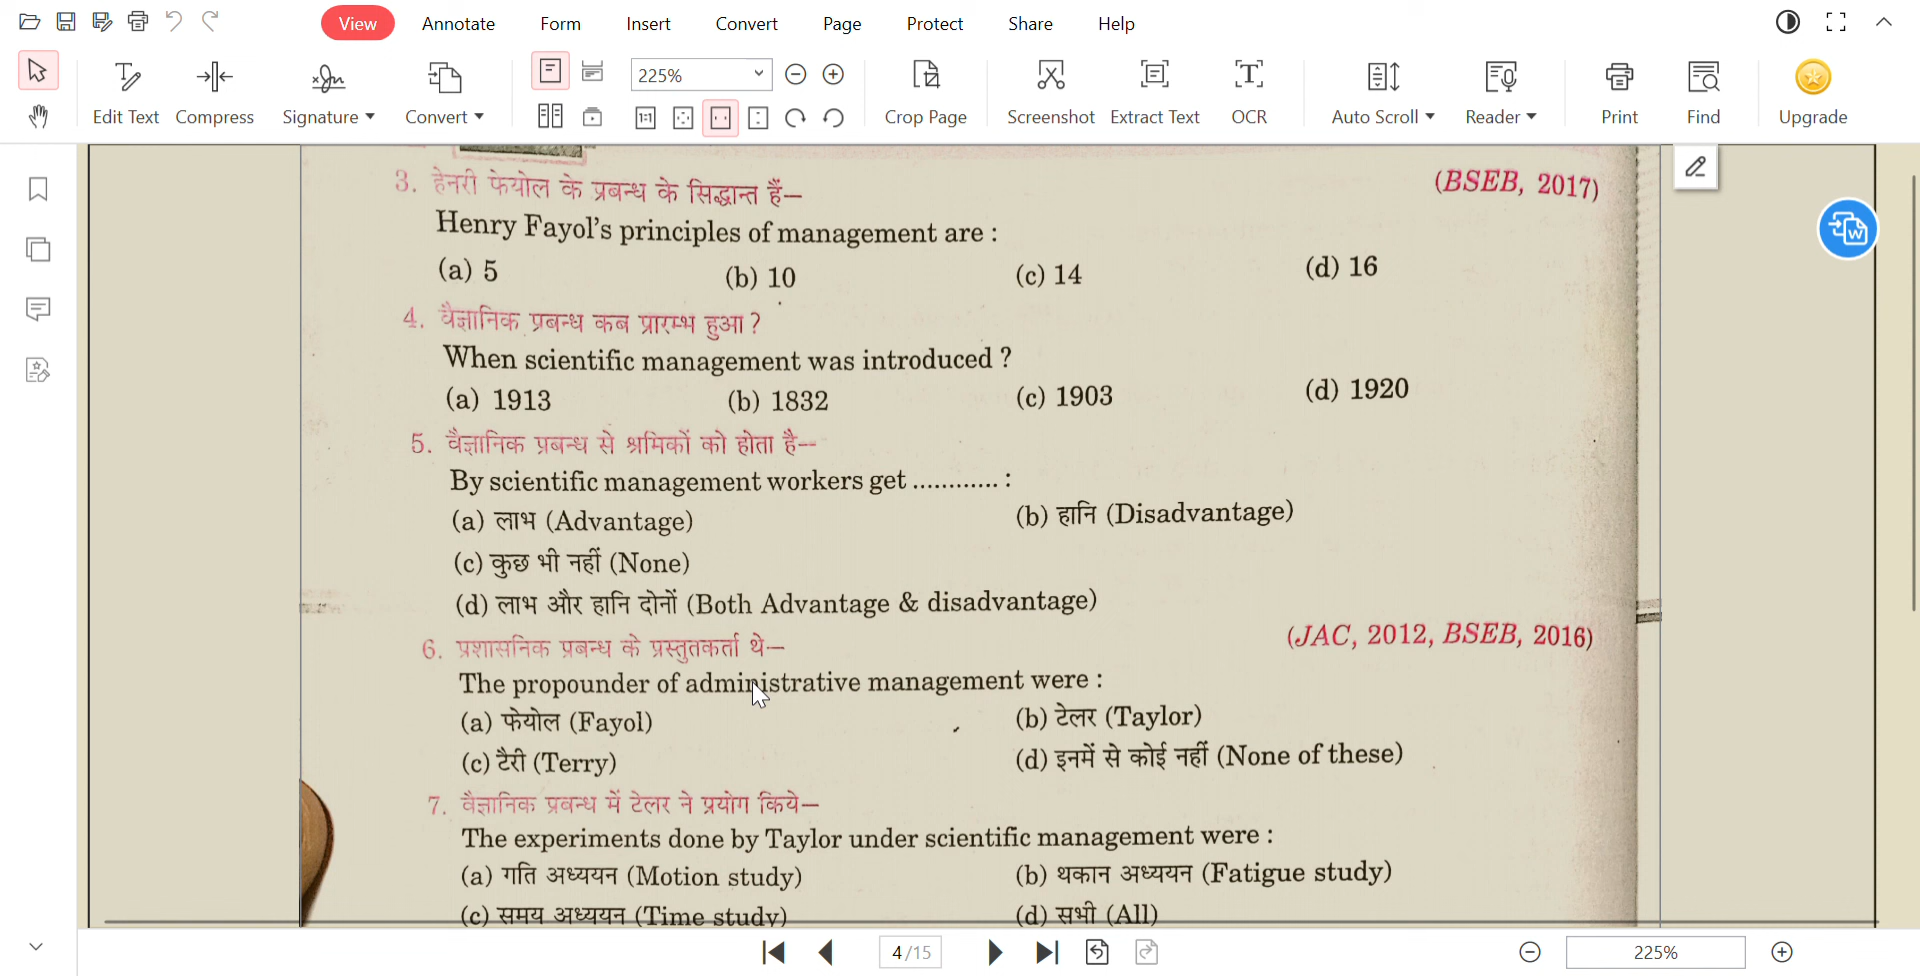 View
Annotate
Form
Insert
Convert
Page
Protect
Share
Help
225%
Edit Text
Compress
Signature
Convert
1:1
Crop Page
Screenshot
Extract Text
OCR
Auto Scroll
Reader
Print
Find
Upgrade
W
3. हेनरी फेयोल के प्रबन्ध के सिद्धान्त हैं— (BSEB, 2017)
Henry Fayol's principles of management are :
(a) 5 (b) 10 (c) 14 (d) 16
4. वैज्ञानिक प्रबन्ध कब प्रारम्भ हुआ ?
When scientific management was introduced ?
(a) 1913 (b) 1832 (c) 1903 (d) 1920
5. वैज्ञानिक प्रबन्ध से श्रमिकों को होता है—
By scientific management workers get ............ :
(a) लाभ (Advantage) (b) हानि (Disadvantage)
(c) कुछ भी नहीं (None)
(d) लाभ और हानि दोनों (Both Advantage & disadvantage)
6. प्रशासनिक प्रबन्ध के प्रस्तुतकर्ता थे— (JAC, 2012, BSEB, 2016)
The propounder of administrative management were :
(a) फेयोल (Fayol) (b) टेलर (Taylor)
(c) टैरी (Terry) (d) इनमें से कोई नहीं (None of these)
7. वैज्ञानिक प्रबन्ध में टेलर ने प्रयोग किये—
The experiments done by Taylor under scientific management were :
(a) गति अध्ययन (Motion study) (b) थकान अध्ययन (Fatigue study)
(c) समय अध्ययन (Time study) (d) सभी (All)
4 /15
225%